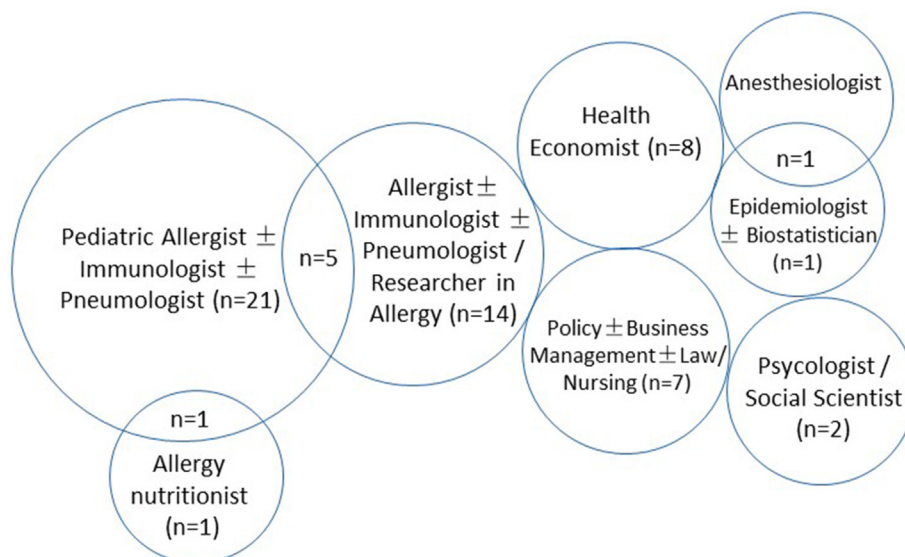 Pediatric Allergist ±
Immunologist ±
Pneumologist (n=21)
n=5
Allergist ±
Immunologist ±
Pneumologist /
Researcher in
Allergy (n=14)
n=1
Allergy
nutritionist
(n=1)
Health
Economist (n=8)
Policy ± Business
Management ± Law/
Nursing (n=7)
Anesthesiologist
n=1
Epidemiologist
± Biostatistician
(n=1)
Psycologist /
Social Scientist
(n=2)